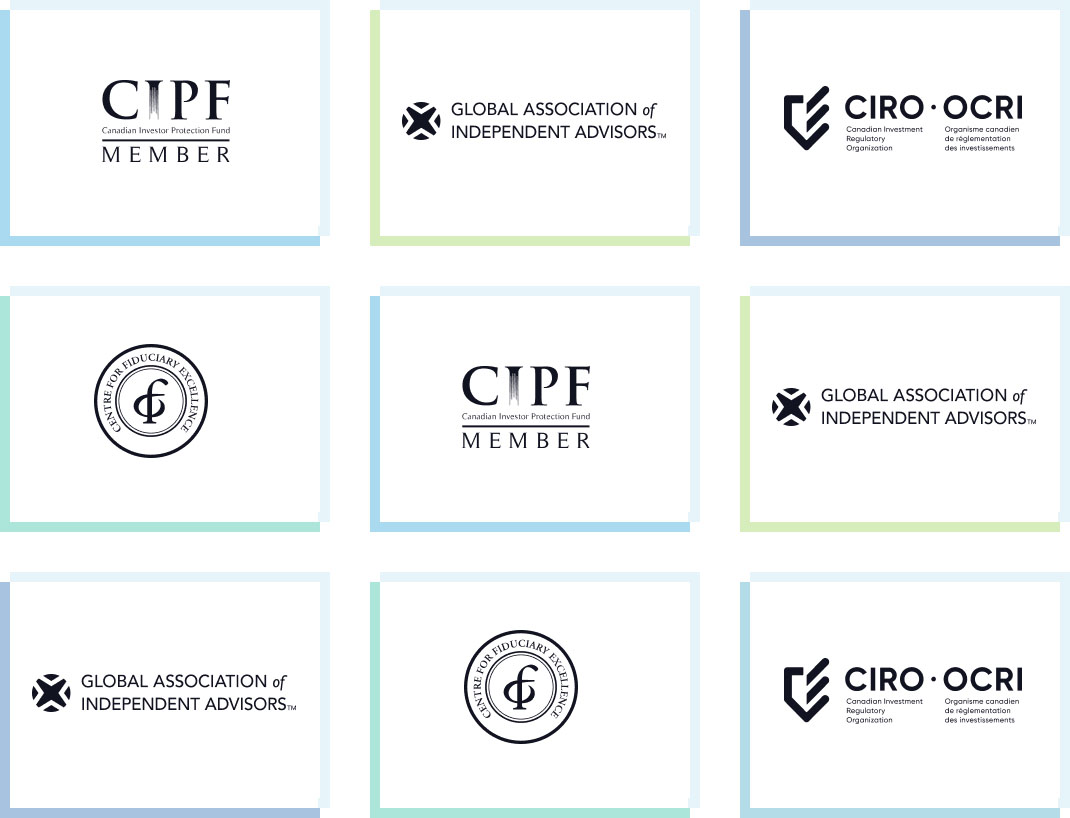 CIPF
Canadian Investor Protection Fund
MEMBER
GLOBAL ASSOCIATION of
INDEPENDENT ADVISORS™
CIRO · OCRI
Canadian Investment
Regulatory
Organization
Organisme canadien
de réglementation
des investissements
CENTRE FOR FIDUCIARY EXCELLENCE
cf
CIPF
Canadian Investor Protection Fund
MEMBER
GLOBAL ASSOCIATION of
INDEPENDENT ADVISORS™
GLOBAL ASSOCIATION of
INDEPENDENT ADVISORS™
CENTRE FOR FIDUCIARY EXCELLENCE
cf
CIRO · OCRI
Canadian Investment
Regulatory
Organization
Organisme canadien
de réglementation
des investissements